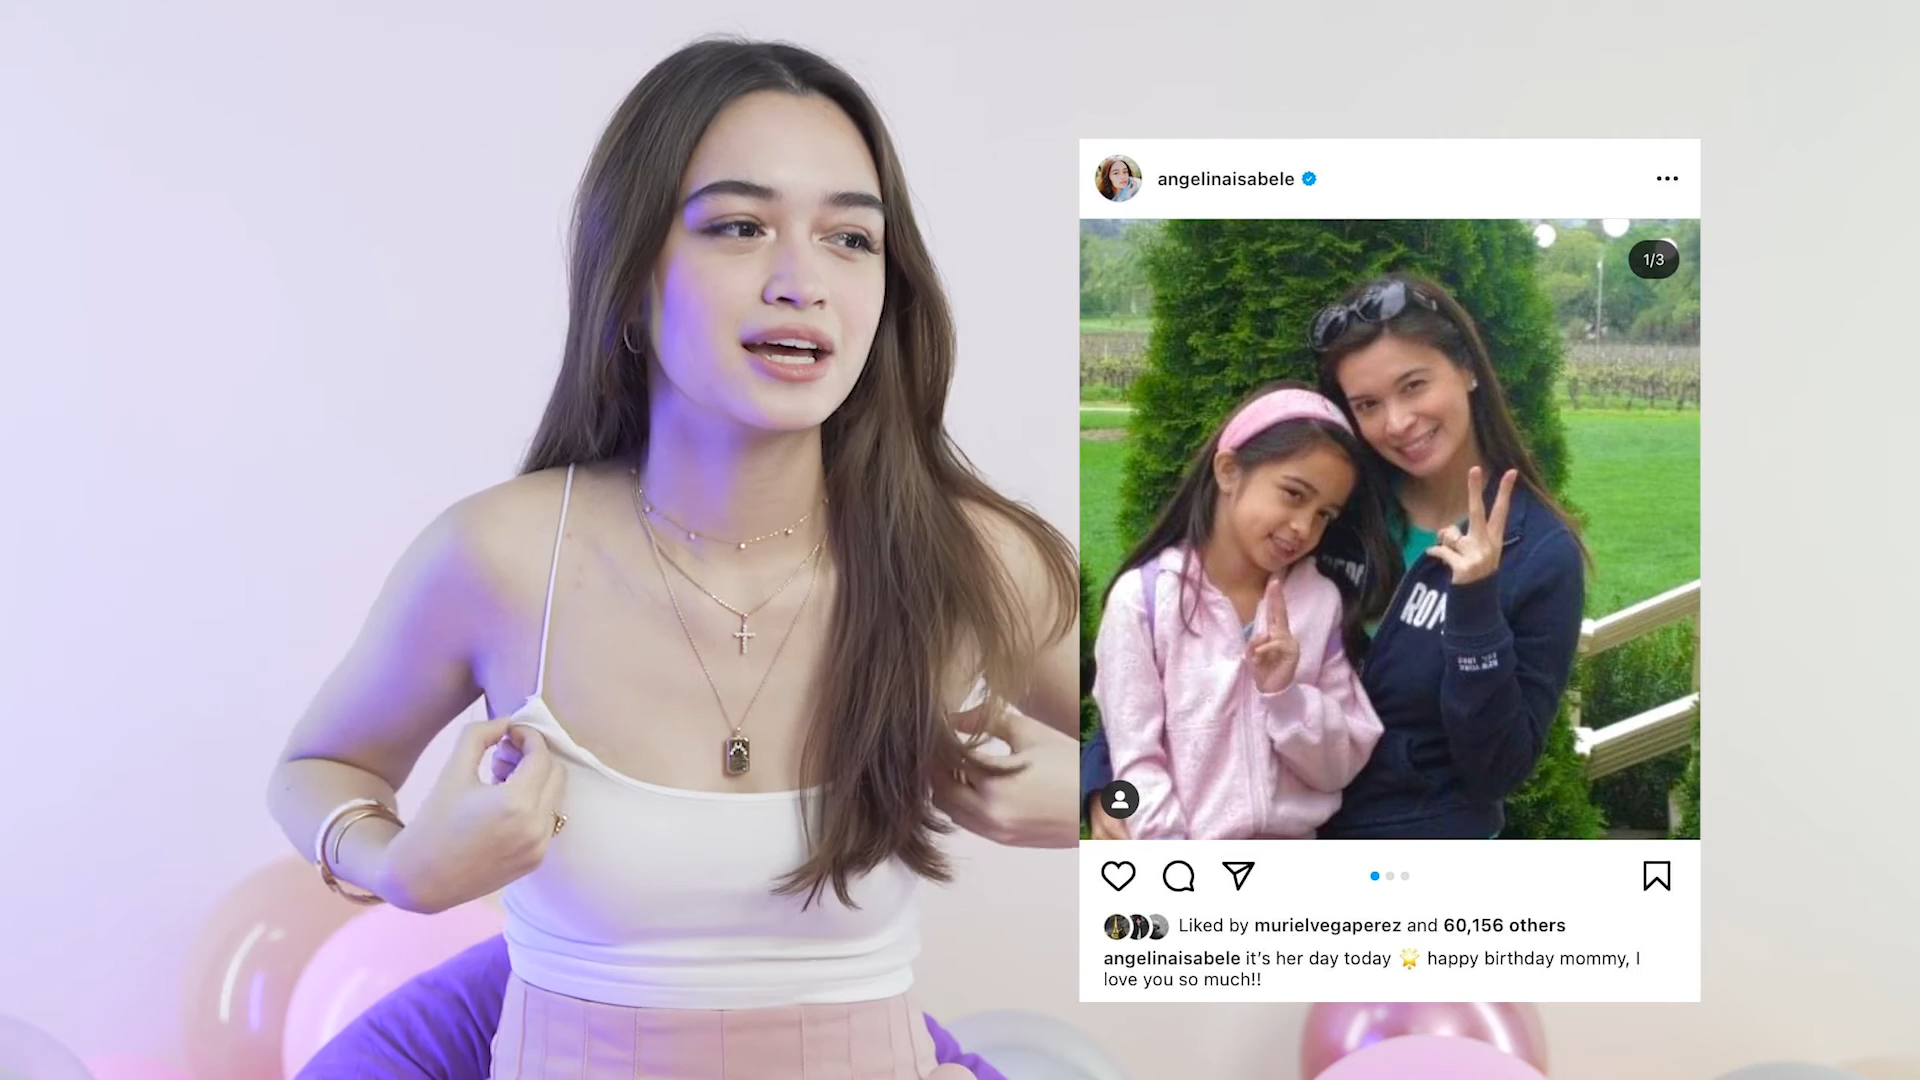 angelinaisabele
1/3
RO
Liked by murielvegaperez and 60,156 others
angelinaisabele it's her day today 🌟 happy birthday mommy, I
love you so much!!